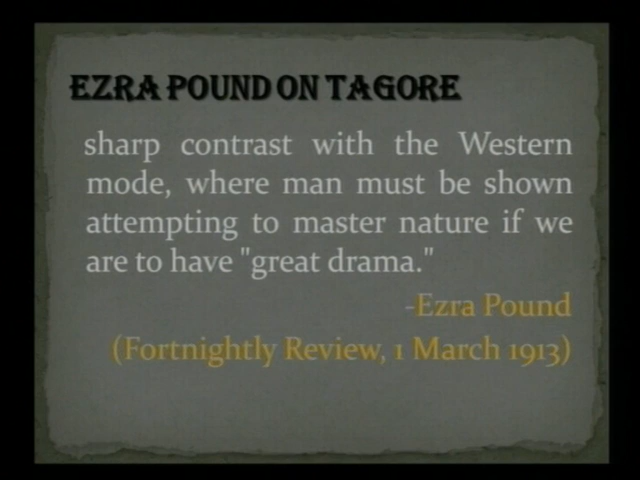 EZRA POUND ON TAGORE
sharp contrast with the Western
mode, where man must be shown
attempting to master nature if we
are to have "great drama."
-Ezra Pound
(Fortnightly Review, 1 March 1913)